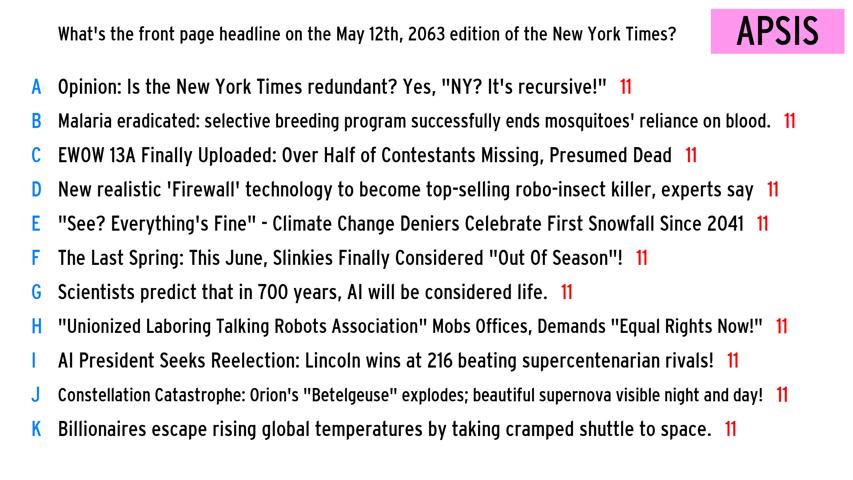 What's the front page headline on the May 12th, 2063 edition of the New York Times?
APSIS
A Opinion: Is the New York Times redundant? Yes, "NY? It's recursive!" 11
B Malaria eradicated: selective breeding program successfully ends mosquitoes' reliance on blood. 11
C EWOW 13A Finally Uploaded: Over Half of Contestants Missing, Presumed Dead 11
D New realistic 'Firewall' technology to become top-selling robo-insect killer, experts say 11
E "See? Everything's Fine" - Climate Change Deniers Celebrate First Snowfall Since 2041 11
F The Last Spring: This June, Slinkies Finally Considered "Out Of Season"! 11
G Scientists predict that in 700 years, AI will be considered life. 11
H "Unionized Laboring Talking Robots Association" Mobs Offices, Demands "Equal Rights Now!" 11
I AI President Seeks Reelection: Lincoln wins at 216 beating supercentenarian rivals! 11
J Constellation Catastrophe: Orion's "Betelgeuse" explodes; beautiful supernova visible night and day! 11
K Billionaires escape rising global temperatures by taking cramped shuttle to space. 11